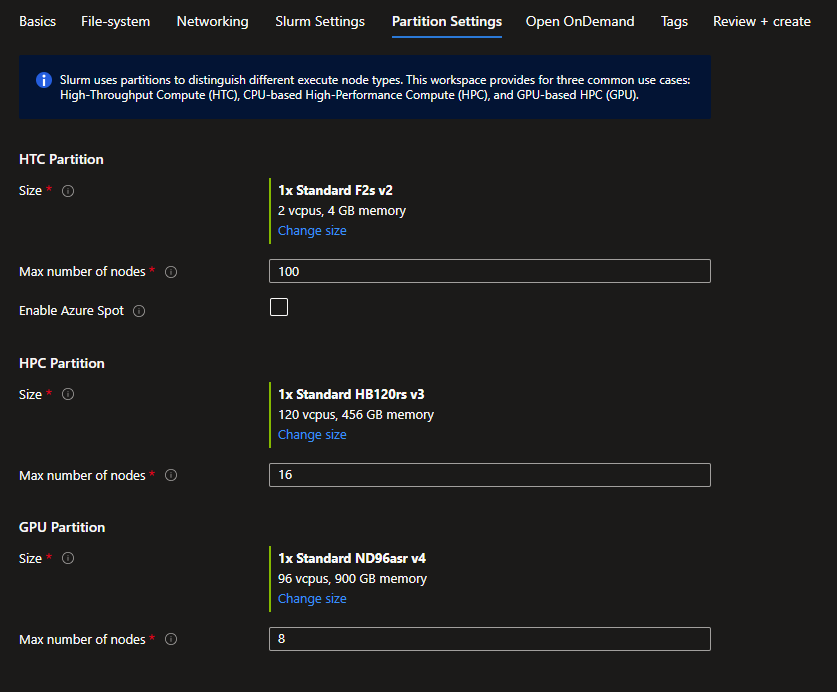 Basics File-system Networking Slurm Settings Partition Settings Open OnDemand Tags Review + create
Slurm uses partitions to distinguish different execute node types. This workspace provides for three common use cases:
High-Throughput Compute (HTC), CPU-based High-Performance Compute (HPC), and GPU-based HPC (GPU).
HTC Partition
Size *
1x Standard F2s v2
2 vcpus, 4 GB memory
Change size
Max number of nodes *
100
Enable Azure Spot
HPC Partition
Size *
1x Standard HB120rs v3
120 vcpus, 456 GB memory
Change size
Max number of nodes *
16
GPU Partition
Size *
1x Standard ND96asr v4
96 vcpus, 900 GB memory
Change size
Max number of nodes *
8